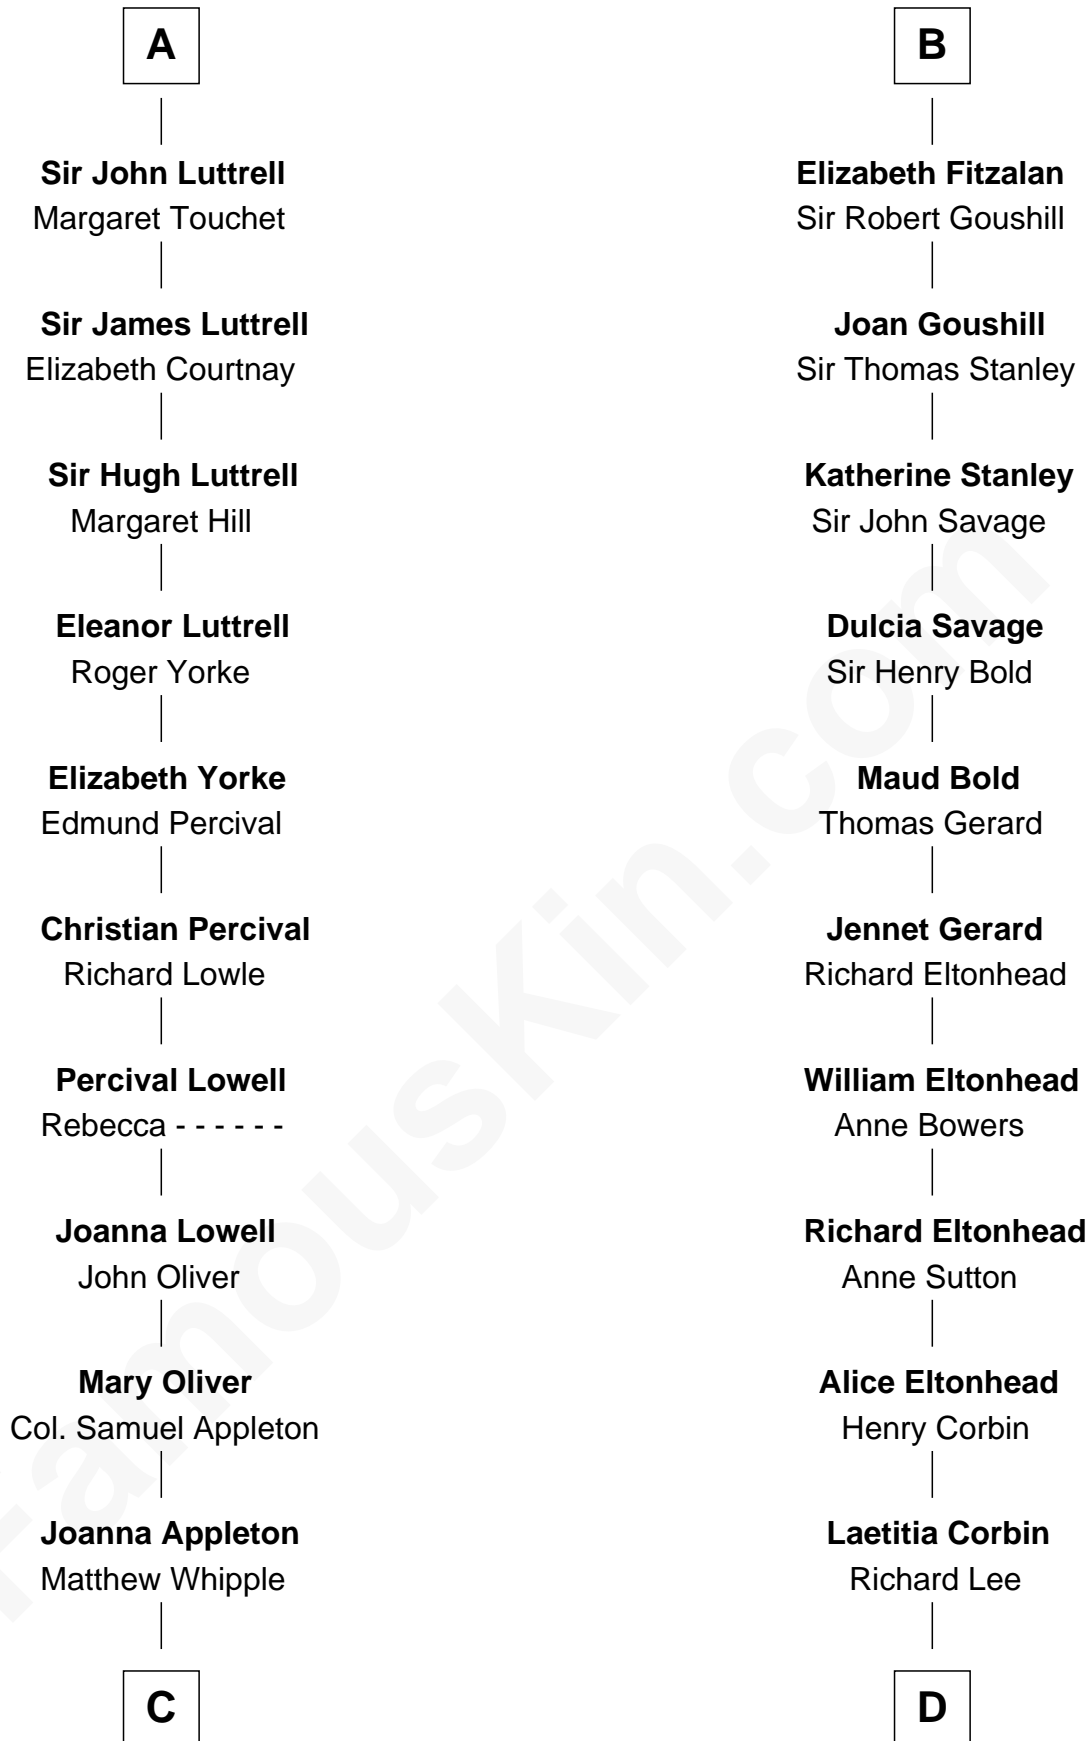 A
Sir John Luttrell
Margaret Touchet
Sir James Luttrell
Elizabeth Courtnay
Sir Hugh Luttrell
Margaret Hill
Eleanor Luttrell
Roger Yorke
Elizabeth Yorke
Edmund Percival
Christian Percival
Richard Lowle
Percival Lowell
Rebecca - - - - - -
Joanna Lowell
John Oliver
Mary Oliver
Col. Samuel Appleton
Joanna Appleton
Matthew Whipple
C
B
Elizabeth Fitzalan
Sir Robert Goushill
Joan Goushill
Sir Thomas Stanley
Katherine Stanley
Sir John Savage
Dulcia Savage
Sir Henry Bold
Maud Bold
Thomas Gerard
Jennet Gerard
Richard Eltonhead
William Eltonhead
Anne Bowers
Richard Eltonhead
Anne Sutton
Alice Eltonhead
Henry Corbin
Laetitia Corbin
Richard Lee
D
FamousKin.com